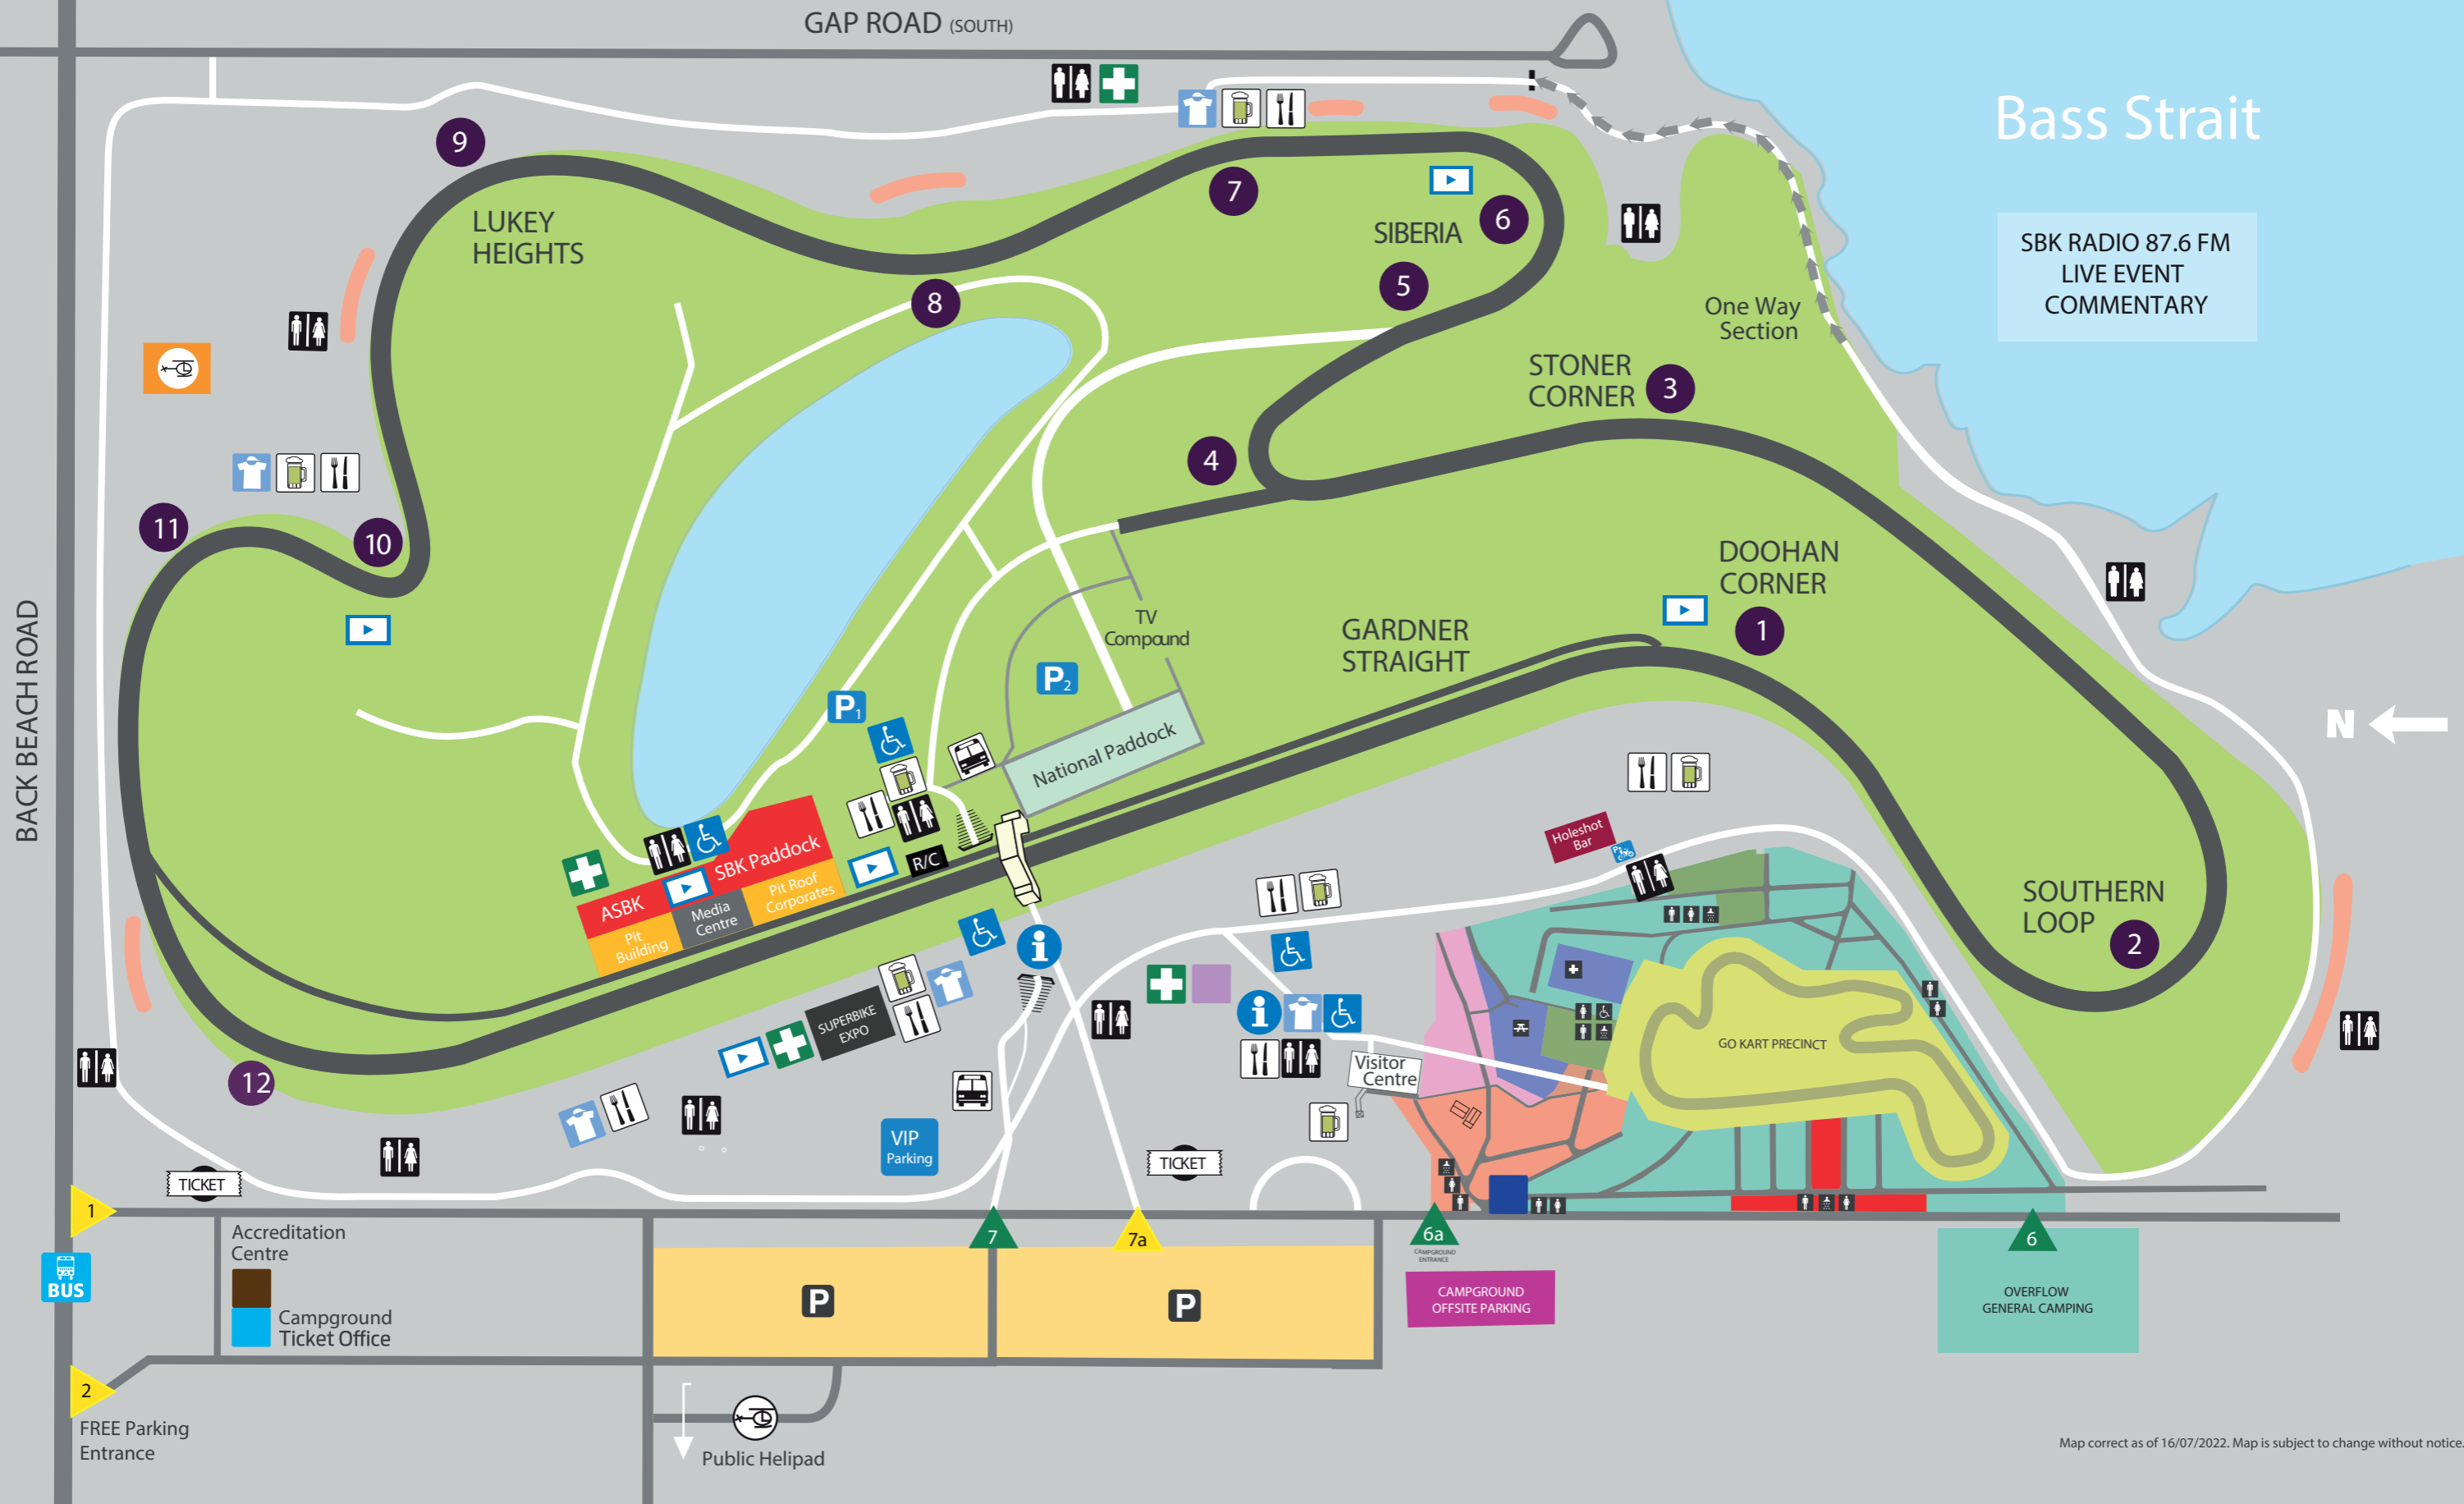 GAP ROAD (SOUTH)
Bass Strait
SBK RADIO 87.6 FM
LIVE EVENT
COMMENTARY
9
LUKEY
HEIGHTS
7
SIBERIA
6
5
8
One Way
Section
STONER
CORNER
3
4
11
10
DOOHAN
CORNER
1
BACK BEACH ROAD
TV
Compound
GARDNER
STRAIGHT
P2
P1
N
National Paddock
SBK Paddock
R/C
ASBK
Media
Centre
Pit Roof
Corporates
Pit
Building
Holeshot
Bar
SOUTHERN
LOOP
2
SUPERBIKE
EXPO
GO KART PRECINCT
Visitor
Centre
12
VIP
Parking
TICKET
TICKET
1
Accreditation
Centre
7
7a
6a
CAMPGROUND
ENTRANCE
6
BUS
Campground
Ticket Office
P
P
CAMPGROUND
OFFSITE PARKING
OVERFLOW
GENERAL CAMPING
2
FREE Parking
Entrance
Public Helipad
Map correct as of 16/07/2022. Map is subject to change without notice.